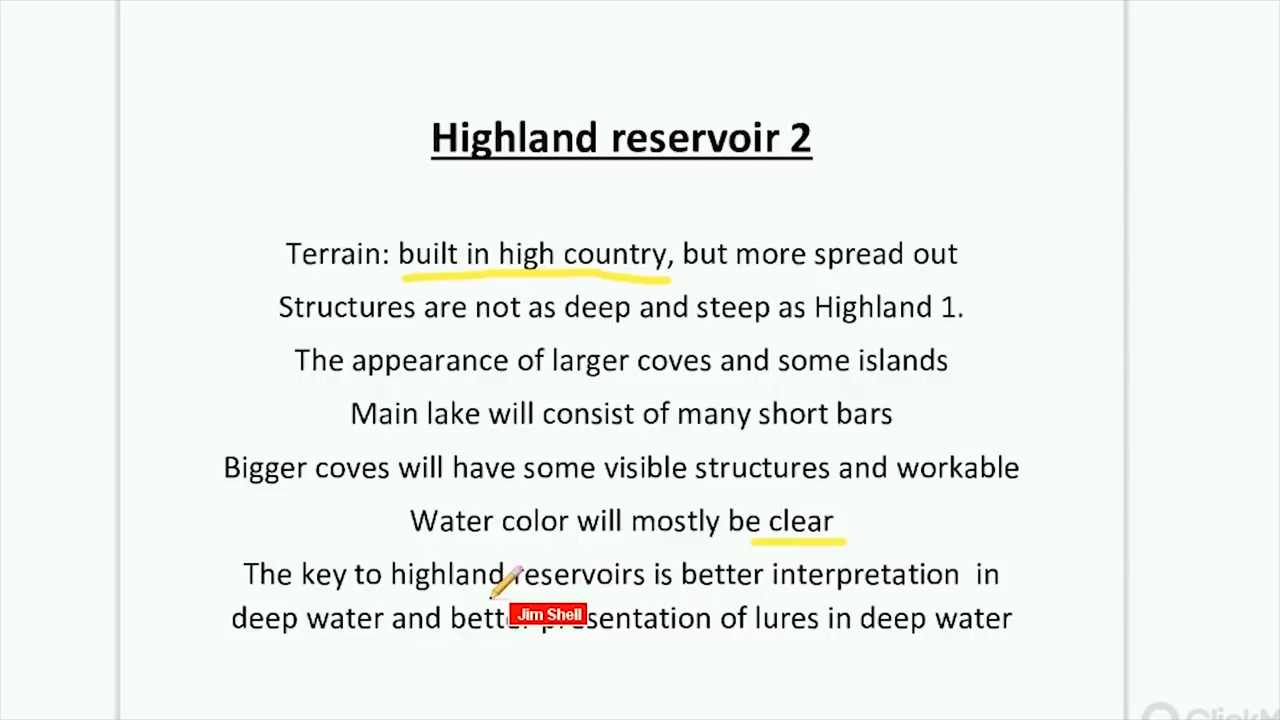 Highland reservoir 2
Terrain: built in high country, but more spread out
Structures are not as deep and steep as Highland 1.
The appearance of larger coves and some islands
Main lake will consist of many short bars
Bigger coves will have some visible structures and workable
Water color will mostly be clear
The key to highland reservoirs is better interpretation in
deep water and better presentation of lures in deep water
Jim Shell